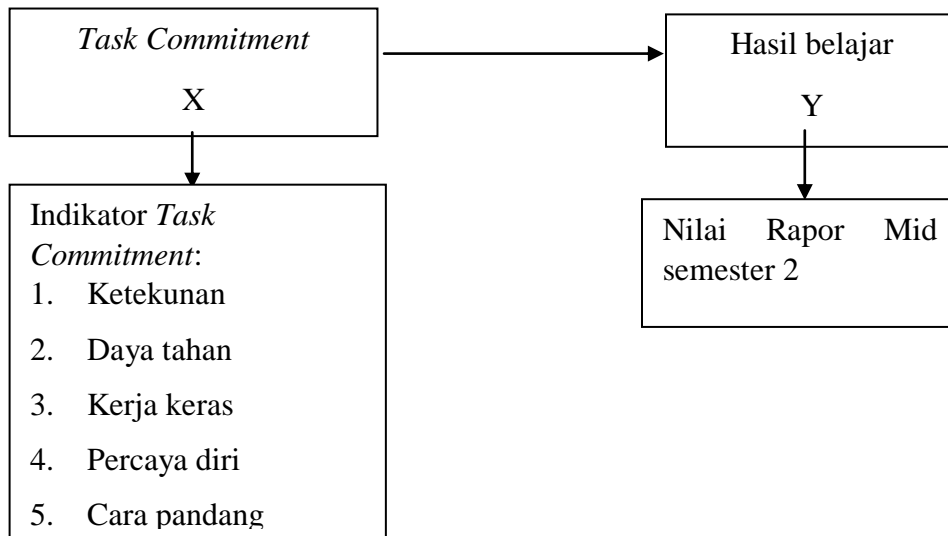 Task Commitment
X
Hasil belajar
Y
Indikator Task
Commitment:
1. Ketekunan
2. Daya tahan
3. Kerja keras
4. Percaya diri
5. Cara pandang
Nilai Rapor Mid
semester 2